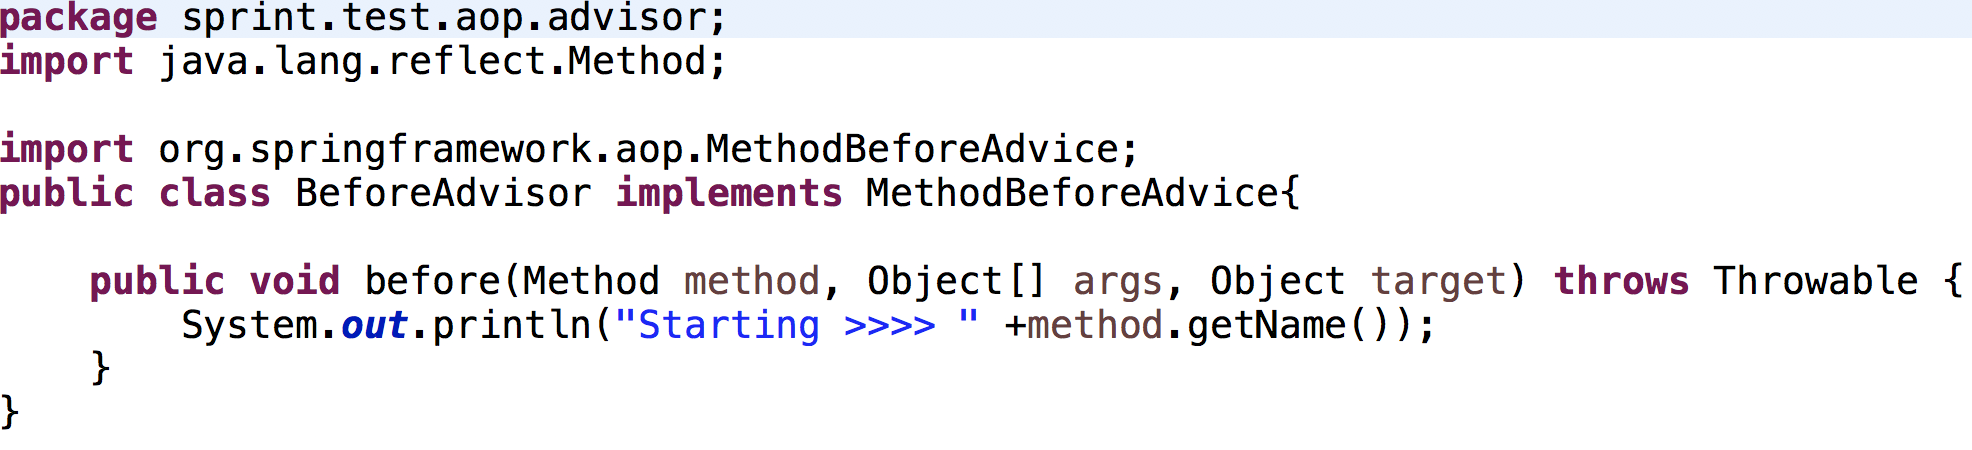 package sprint.test.aop.advisor;
import java.lang.reflect.Method;
import org.springframework.aop.MethodBeforeAdvice;
public class BeforeAdvisor implements MethodBeforeAdvice{
public void before(Method method, Object[] args, Object target) throws Throwable {
System.out.println("Starting >>>> " +method.getName());
}
}